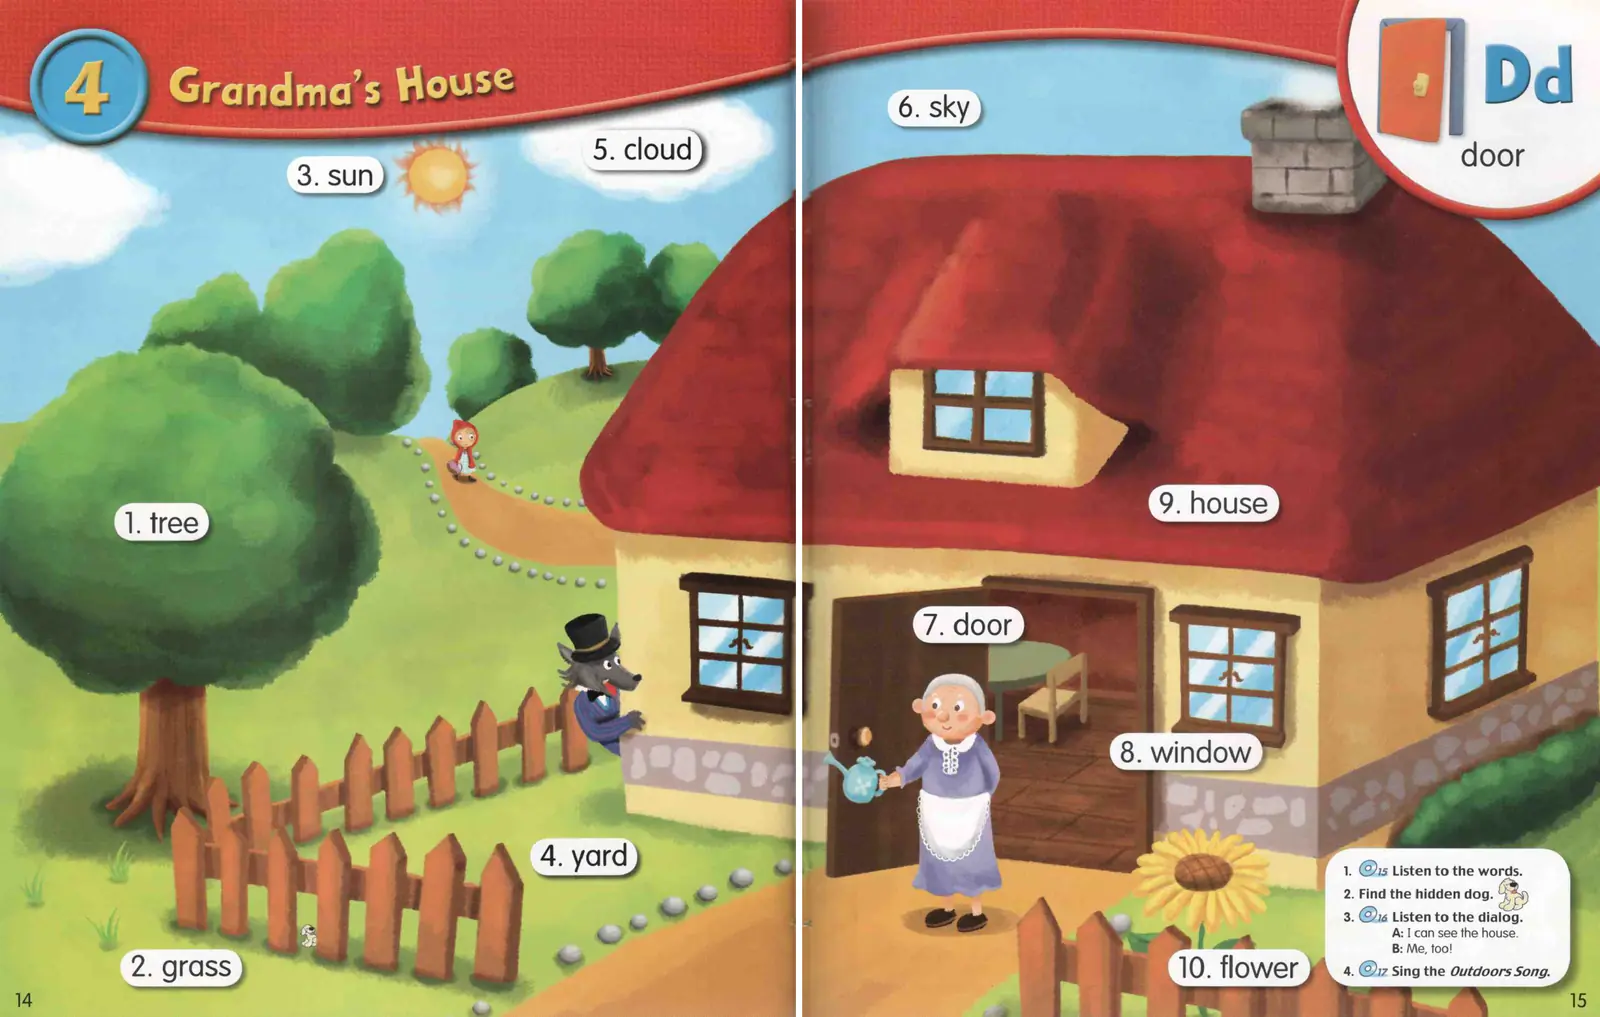 4
Grandma's House
3. sun
5. cloud
1. tree
4. yard
2. grass
14
6. sky
Dd
door
9. house
7. door
8. window
10. flower
1. 15 Listen to the words.
2. Find the hidden dog.
3. 16 Listen to the dialog.
A: I can see the house.
B: Me, too!
4. 17 Sing the Outdoors Song.
15